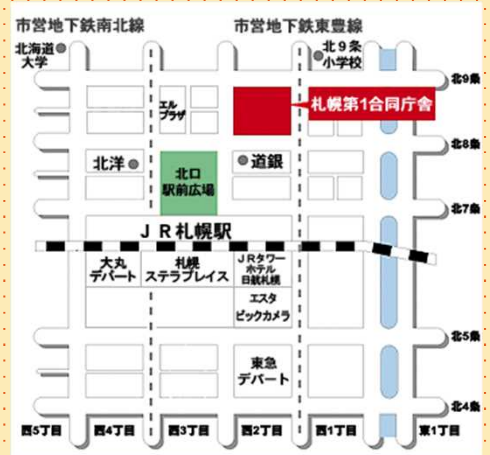 市営地下鉄南北線
市営地下鉄東豊線
北海道
大学
北9条
小学校
北9条
エル
プラザ
札幌第1合同庁舎
北8条
北洋
北口
駅前広場
道銀
北7条
JR札幌駅
大丸
デパート
札幌
ステラプレイス
JRタワー
ホテル
日航札幌
エスタ
ビックカメラ
北5条
東急
デパート
北4条
西5丁目
西4丁目
西3丁目
西2丁目
西1丁目
東1丁目